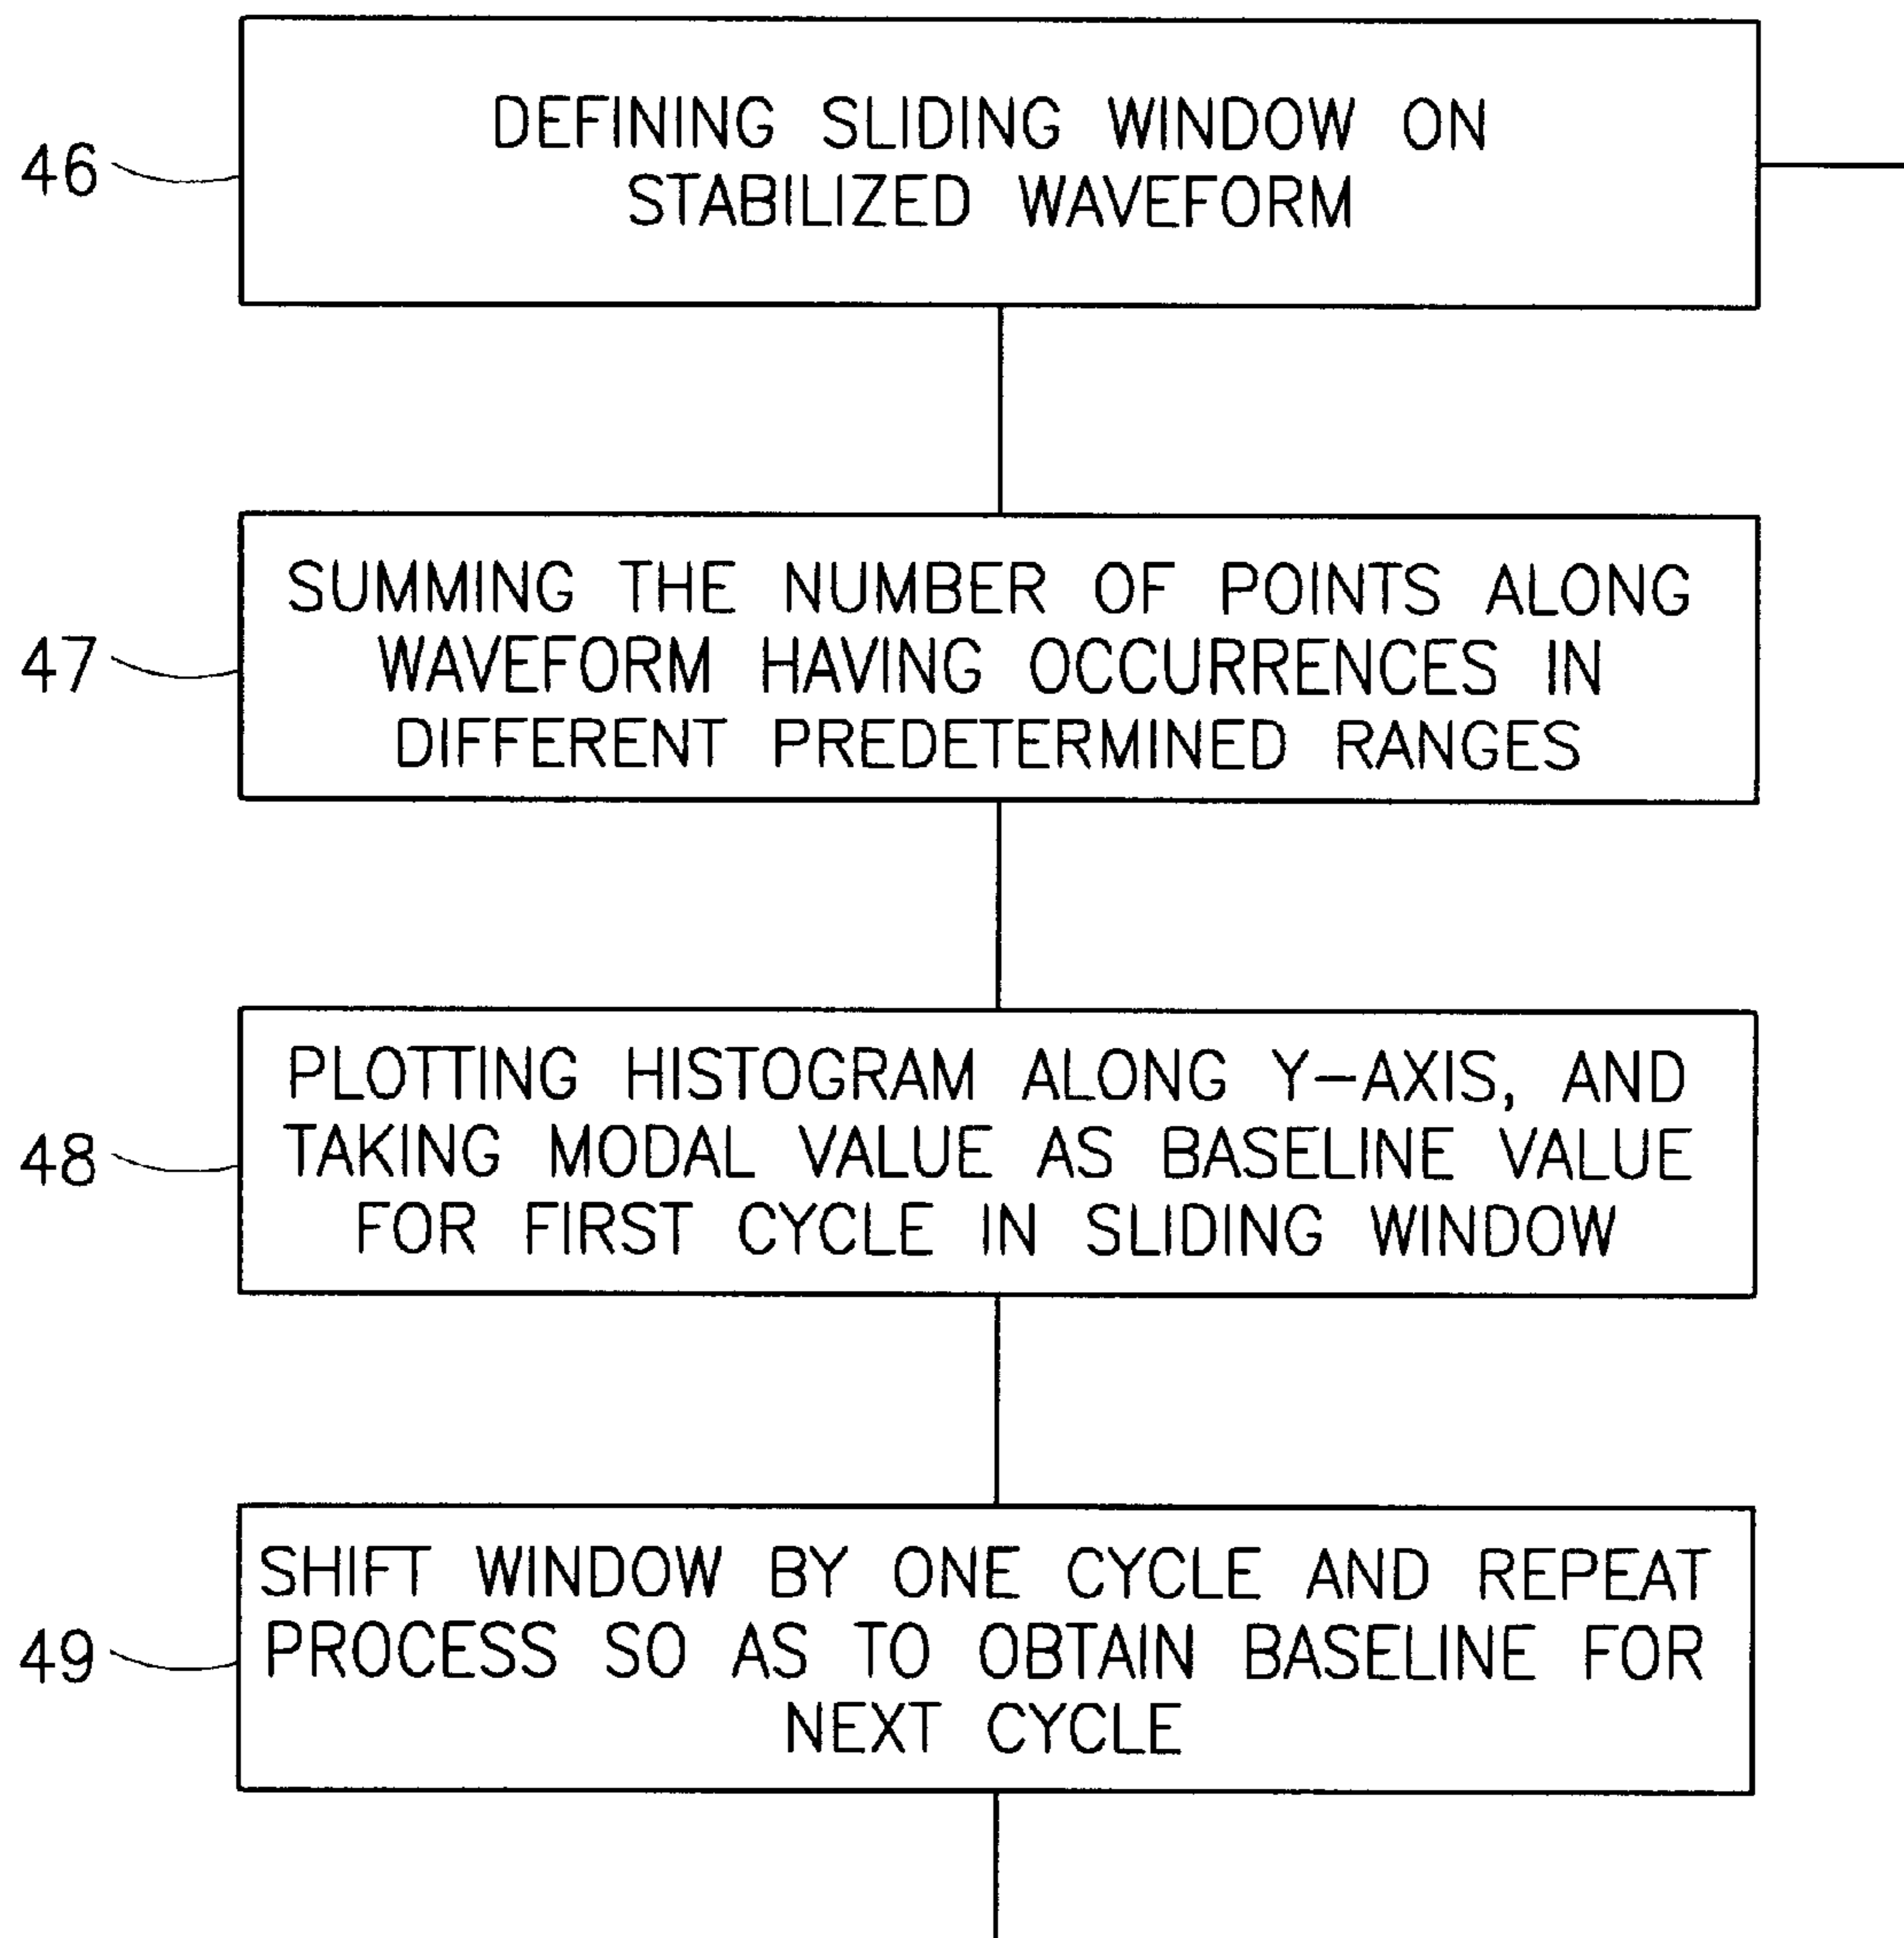 46
DEFINING SLIDING WINDOW ON
STABILIZED WAVEFORM
47
SUMMING THE NUMBER OF POINTS ALONG
WAVEFORM HAVING OCCURRENCES IN
DIFFERENT PREDETERMINED RANGES
48
PLOTTING HISTOGRAM ALONG Y-AXIS, AND
TAKING MODAL VALUE AS BASELINE VALUE
FOR FIRST CYCLE IN SLIDING WINDOW
49
SHIFT WINDOW BY ONE CYCLE AND REPEAT
PROCESS SO AS TO OBTAIN BASELINE FOR
NEXT CYCLE